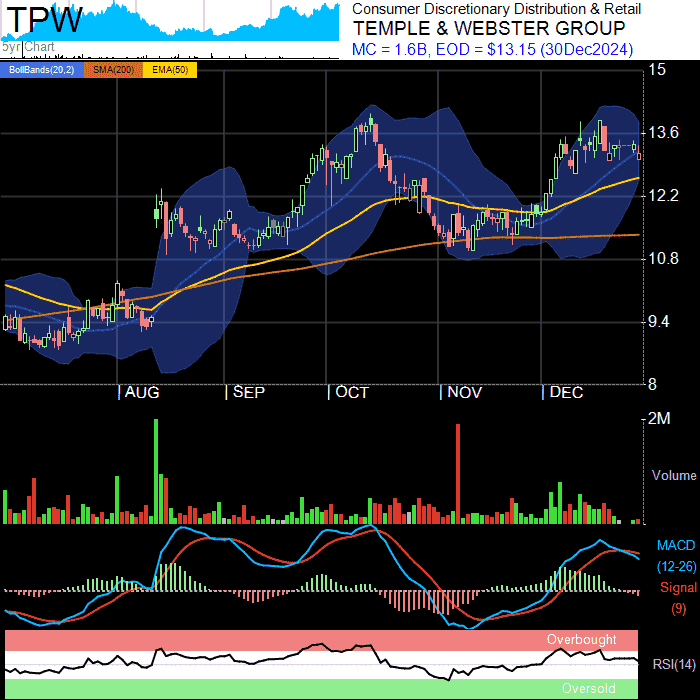 TPW
5yr Chart
Consumer Discretionary Distribution & Retail
TEMPLE & WEBSTER GROUP
MC = 1.6B, EOD = $13.15 (30Dec2024)
BollBands(20,2) SMA(200) EMA(50)
15
13.6
12.2
10.8
9.4
8
AUG SEP OCT NOV DEC
2M
Volume
MACD
(12-26)
Signal
(9)
Overbought
RSI(14)
Oversold